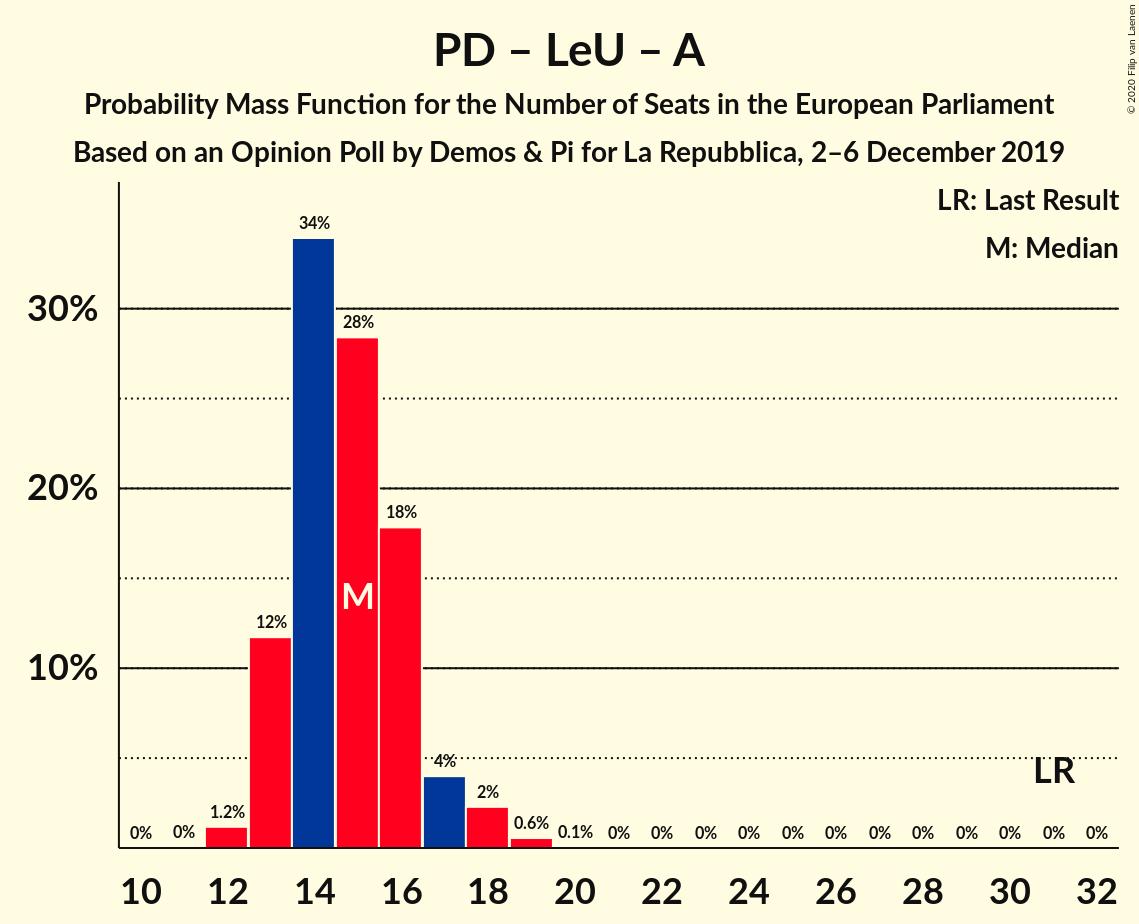 PD – LeU – A
Probability Mass Function for the Number of Seats in the European Parliament
Based on an Opinion Poll by Demos & Pi for La Repubblica, 2–6 December 2019
© 2020 Filip van Laenen
LR: Last Result
M: Median
30%
20%
10%
0%
0%
1.2%
12%
34%
28%
18%
4%
2%
0.6%
0.1%
0%
0%
0%
0%
0%
0%
0%
0%
0%
0%
0%
0%
M
LR
10 12 14 16 18 20 22 24 26 28 30 32